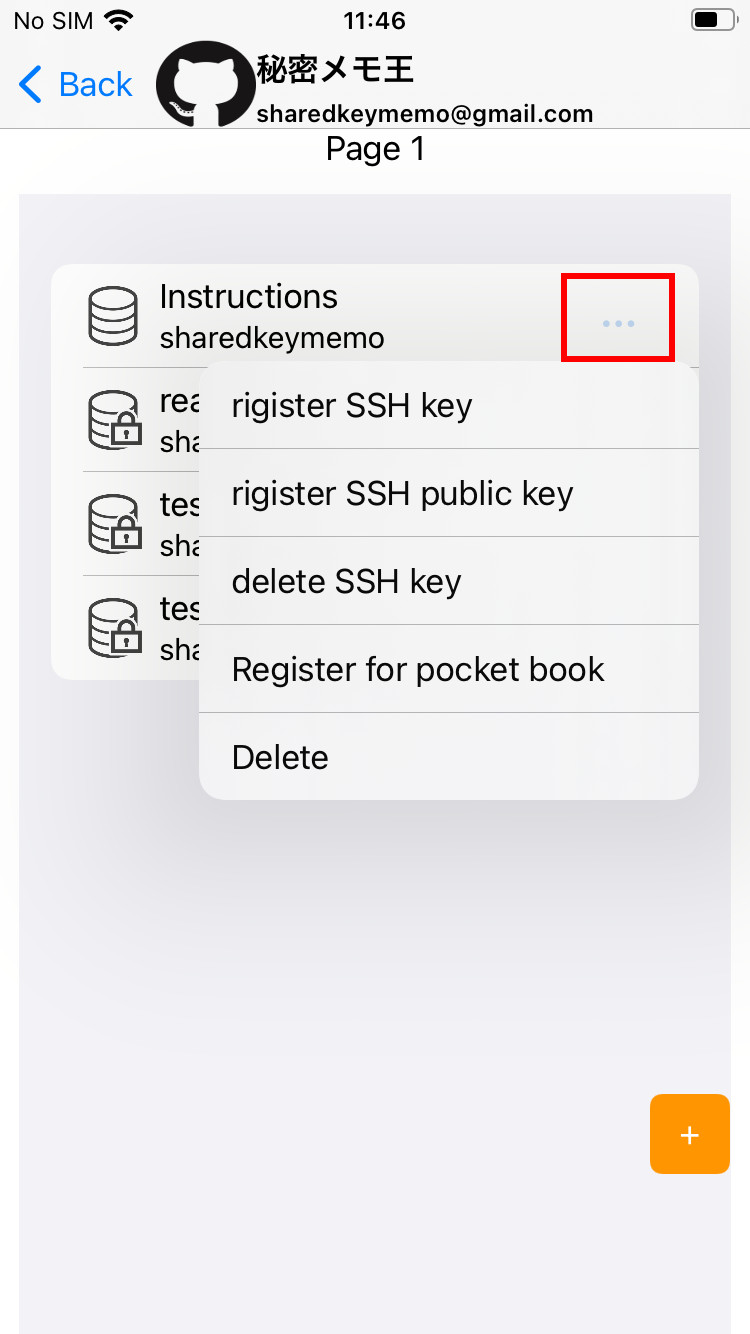 No SIM 11:46
Back
秘密メモ王
sharedkeymemo@gmail.com
Page 1
Instructions
sharedkeymemo
rea
sha
tes
sha
tes
sha
rigister SSH key
rigister SSH public key
delete SSH key
Register for pocket book
Delete
+